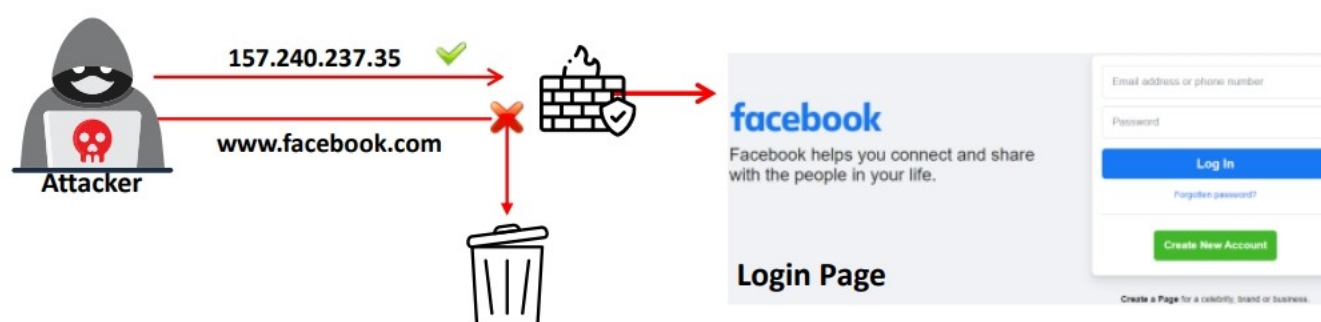 157.240.237.35
www.facebook.com
Attacker
facebook
Facebook helps you connect and share
with the people in your life.
Login Page
Email address or phone number
Password
Log In
Forgotten password?
Create New Account
Create a Page for a celebrity, brand or business.